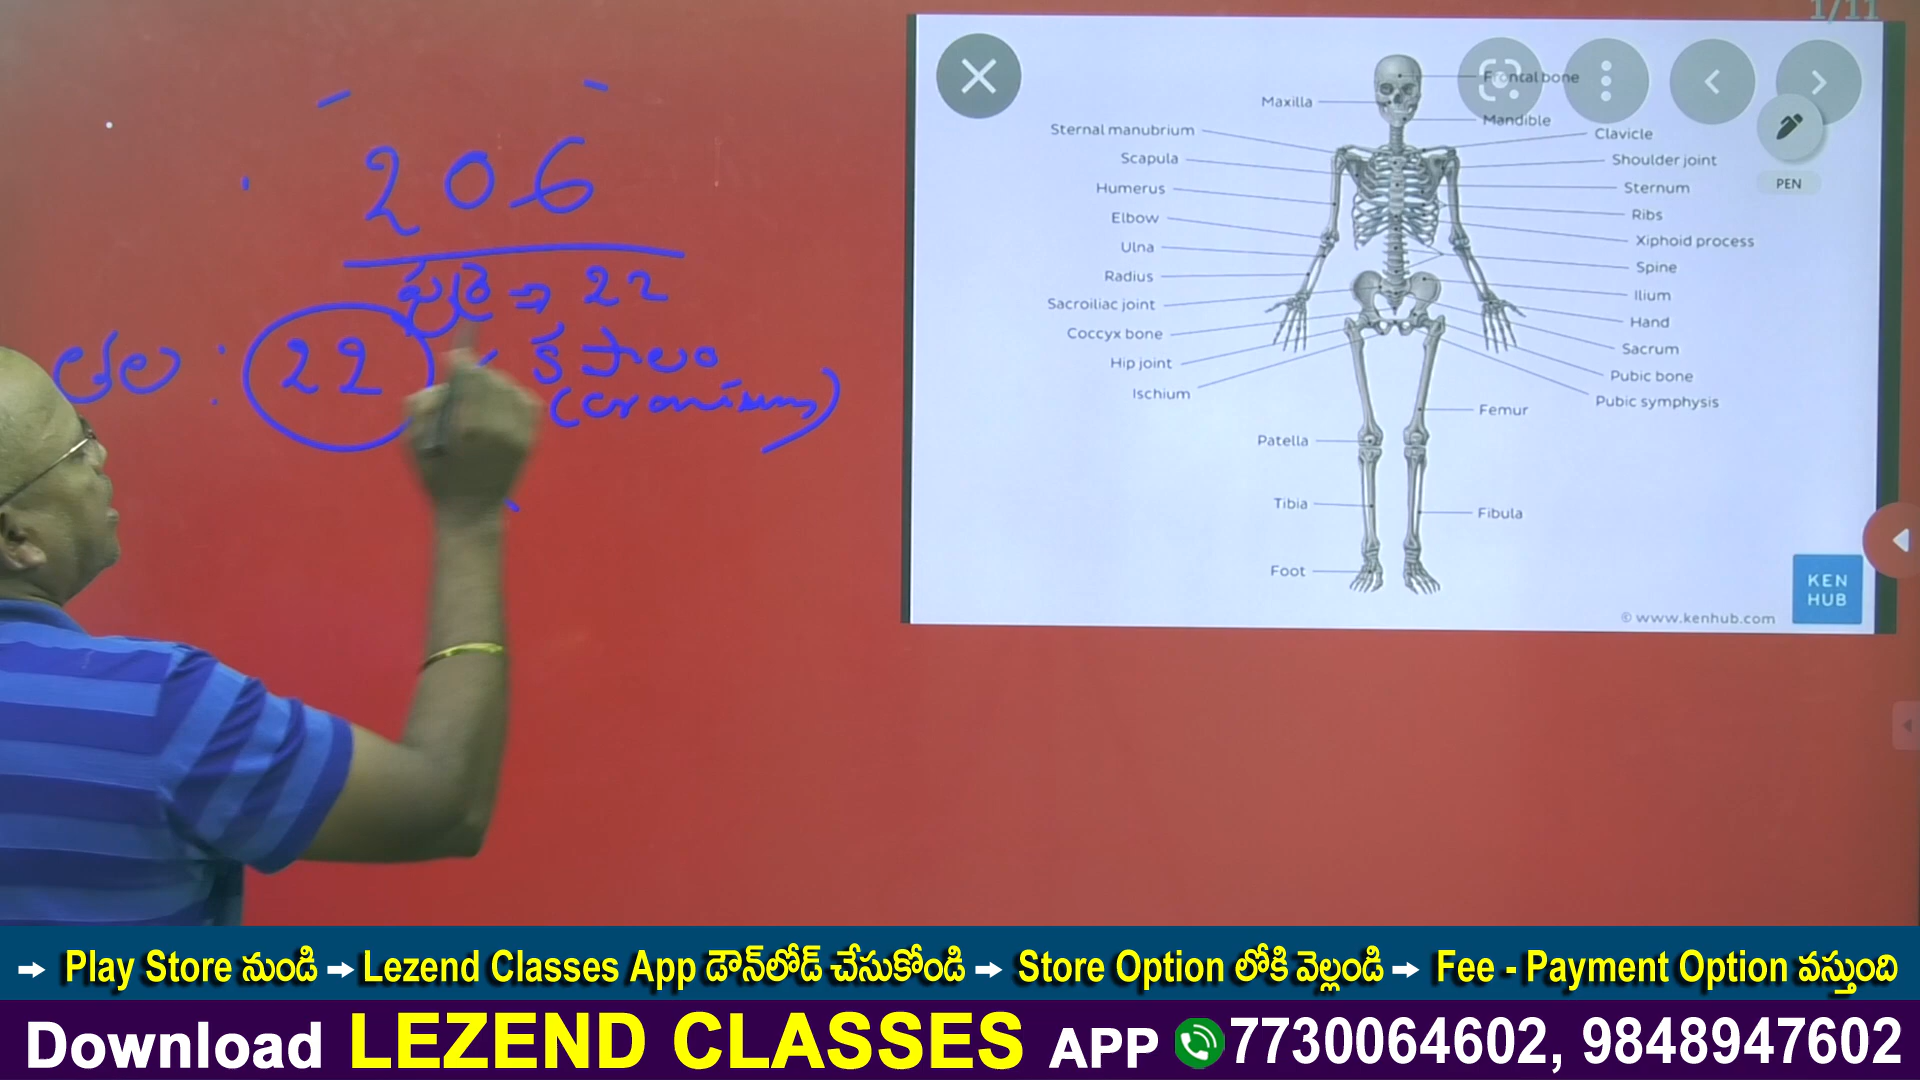 1/11
206
పుర్రె → 22
తల : 22
కపాలం
(cranium)
Frontal bone
Maxilla
Mandible
Sternal manubrium
Clavicle
Scapula
Shoulder joint
Humerus
Sternum
PEN
Elbow
Ribs
Ulna
Xiphoid process
Radius
Spine
Sacroiliac joint
Ilium
Coccyx bone
Hand
Hip joint
Sacrum
Ischium
Pubic bone
Pubic symphysis
Femur
Patella
Tibia
Fibula
Foot
KEN
HUB
© www.kenhub.com
→ Play Store నుండి → Lezend Classes App డౌన్‌లోడ్ చేసుకోండి → Store Option లోకి వెల్లండి → Fee - Payment Option వస్తుంది
Download LEZEND CLASSES APP 7730064602, 9848947602